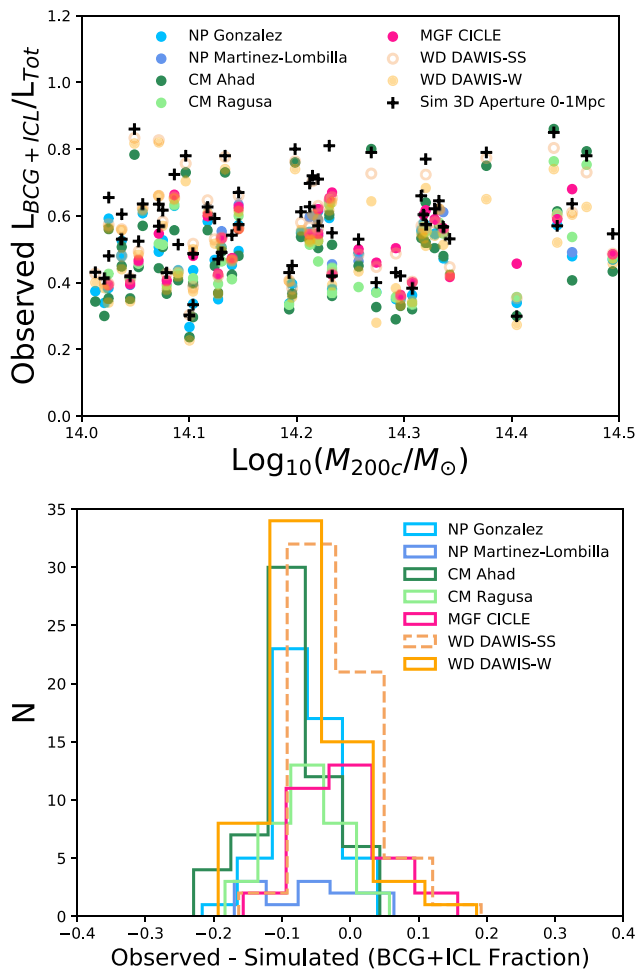 1.2
1.0
0.8
0.6
0.4
0.2
0.0
Observed L_{BCG+ICL}/L_{Tot}
NP Gonzalez
NP Martinez-Lombilla
CM Ahad
CM Ragusa
MGF CICLE
WD DAWIS-SS
WD DAWIS-W
Sim 3D Aperture 0-1Mpc
14.0 14.1 14.2 14.3 14.4 14.5
Log₁₀(M_{200c}/M_⊙)
35
30
25
20
15
10
5
0
N
NP Gonzalez
NP Martinez-Lombilla
CM Ahad
CM Ragusa
MGF CICLE
WD DAWIS-SS
WD DAWIS-W
−0.4 −0.3 −0.2 −0.1 0.0 0.1 0.2 0.3 0.4
Observed - Simulated (BCG+ICL Fraction)